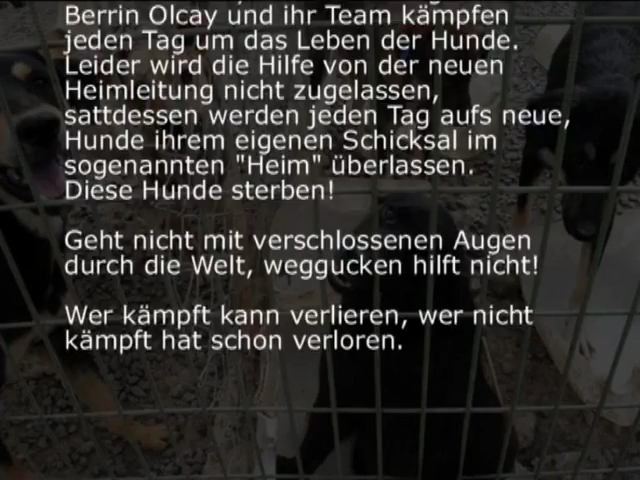 Berrin Olcay und ihr Team kämpfen
jeden Tag um das Leben der Hunde.
Leider wird die Hilfe von der neuen
Heimleitung nicht zugelassen,
sattdessen werden jeden Tag aufs neue,
Hunde ihrem eigenen Schicksal im
sogenannten "Heim" überlassen.
Diese Hunde sterben!
Geht nicht mit verschlossenen Augen
durch die Welt, weggucken hilft nicht!
Wer kämpft kann verlieren, wer nicht
kämpft hat schon verloren.